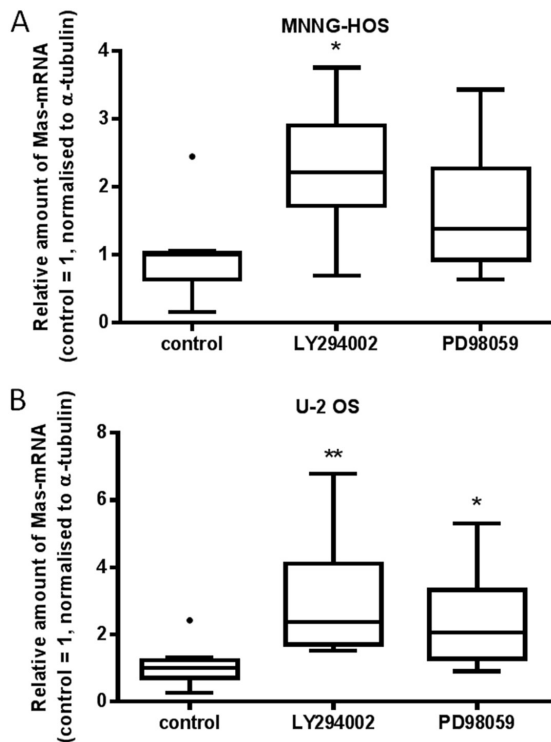 A
MNNG-HOS
Relative amount of Mas-mRNA
(control = 1, normalised to α-tubulin)
4
3
2
1
0
*
control
LY294002
PD98059
B
U-2 OS
Relative amount of Mas-mRNA
(control = 1, normalised to α-tubulin)
8
6
4
2
0
**
*
control
LY294002
PD98059